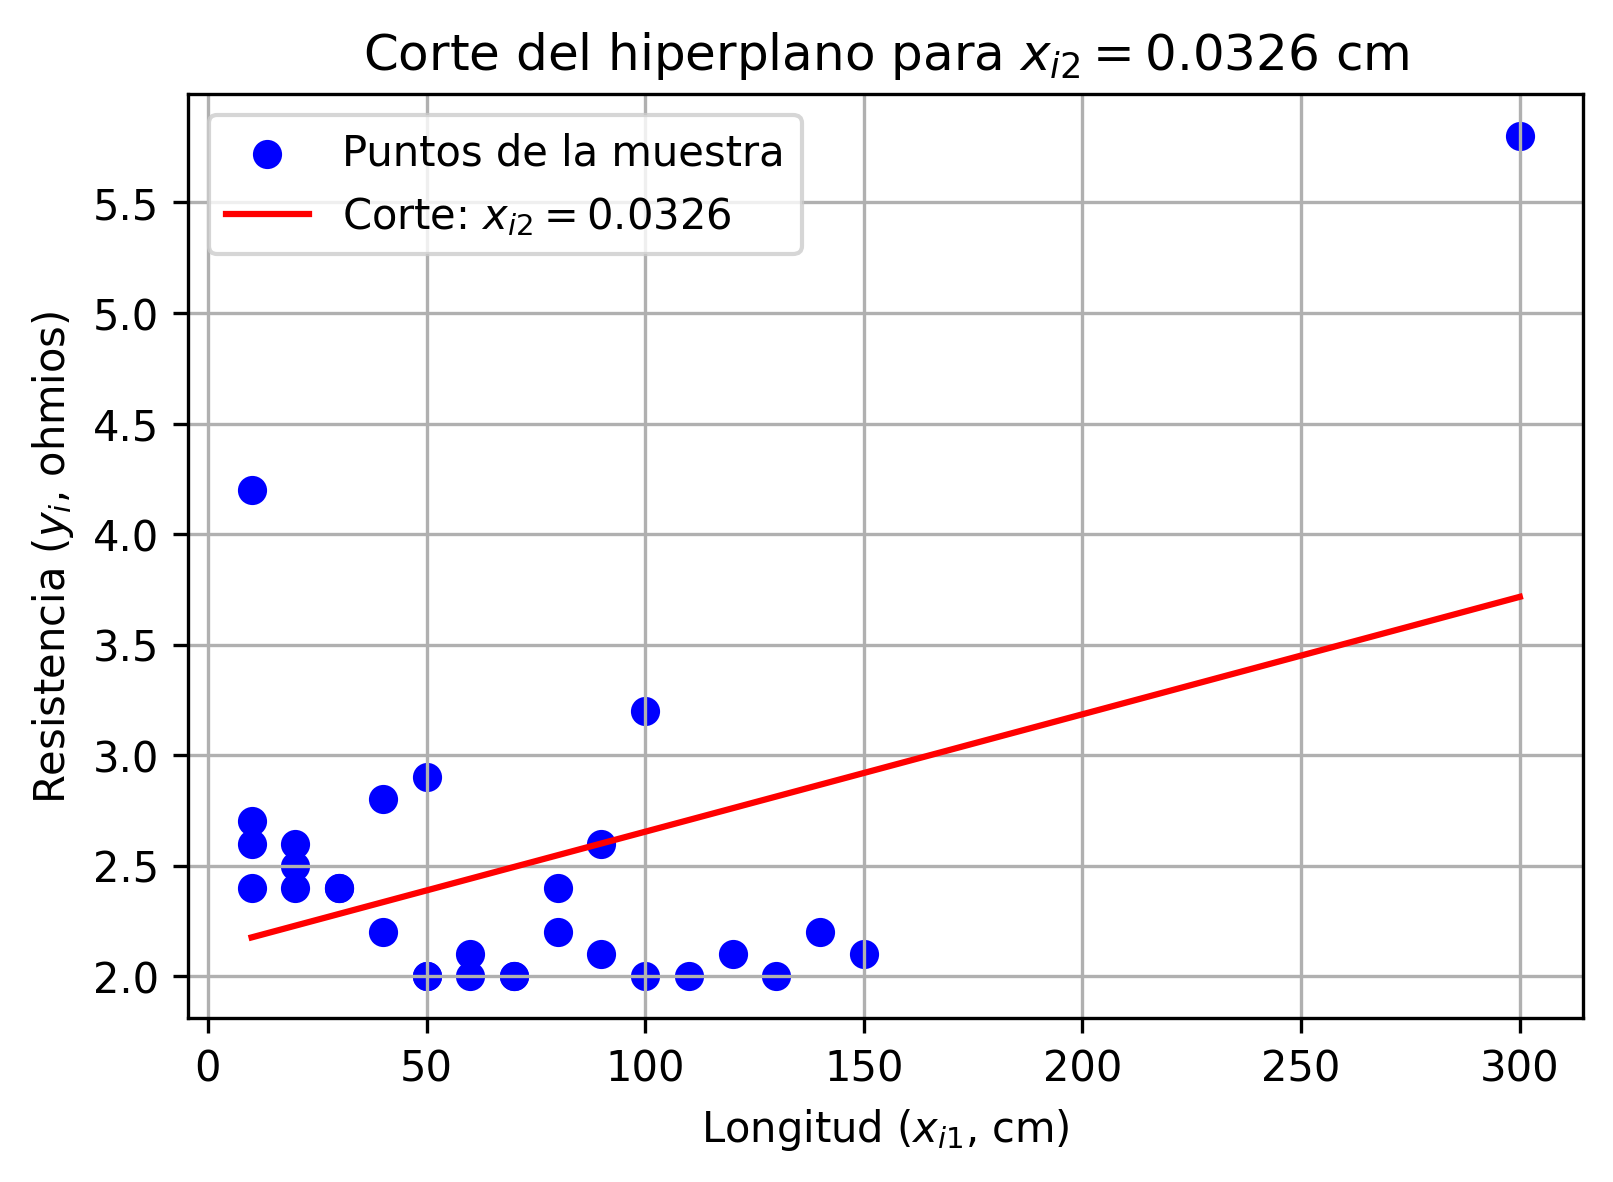 Corte del hiperplano para $x_{i2} = 0.0326$ cm
Puntos de la muestra
Corte: $x_{i2} = 0.0326$
Resistencia ($y_i$, ohmios)
5.5
5.0
4.5
4.0
3.5
3.0
2.5
2.0
0 50 100 150 200 250 300
Longitud ($x_{i1}$, cm)